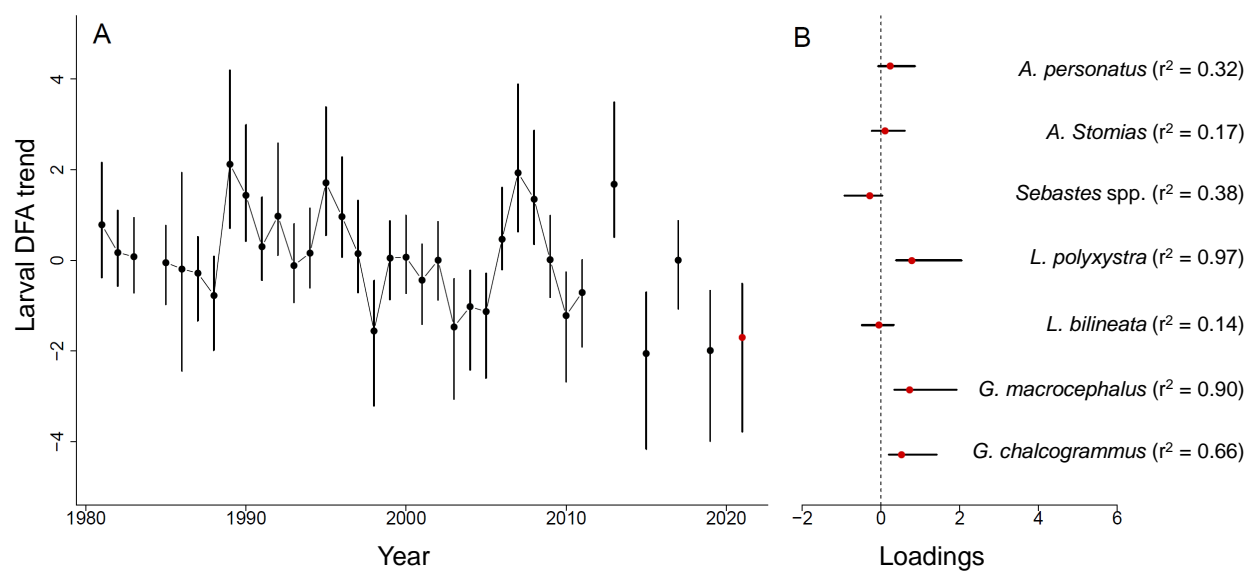 A
Larval DFA trend
4
2
0
−2
−4
1980
1990
2000
2010
2020
Year
B
A. personatus (r² = 0.32)
A. Stomias (r² = 0.17)
Sebastes spp. (r² = 0.38)
L. polyxystra (r² = 0.97)
L. bilineata (r² = 0.14)
G. macrocephalus (r² = 0.90)
G. chalcogrammus (r² = 0.66)
−2
0
2
4
6
Loadings